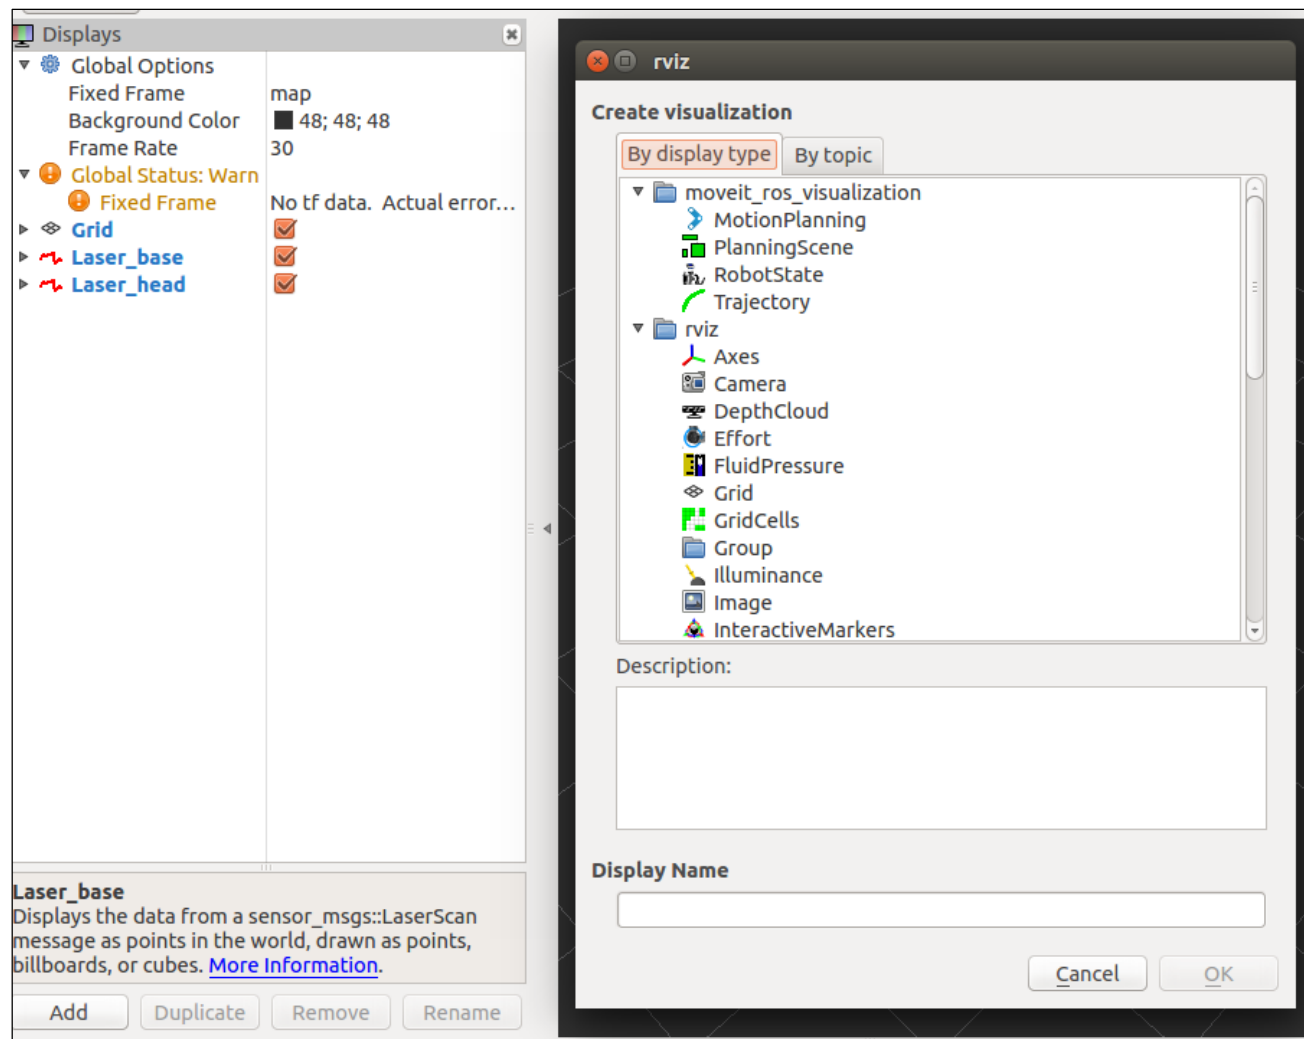 Displays
Global Options
Fixed Frame map
Background Color 48; 48; 48
Frame Rate 30
Global Status: Warn
Fixed Frame No tf data. Actual error...
Grid
Laser_base
Laser_head
Laser_base
Displays the data from a sensor_msgs::LaserScan
message as points in the world, drawn as points,
billboards, or cubes. More Information.
Add Duplicate Remove Rename
rviz
Create visualization
By display type By topic
moveit_ros_visualization
MotionPlanning
PlanningScene
RobotState
Trajectory
rviz
Axes
Camera
DepthCloud
Effort
FluidPressure
Grid
GridCells
Group
Illuminance
Image
InteractiveMarkers
Description:
Display Name
Cancel OK